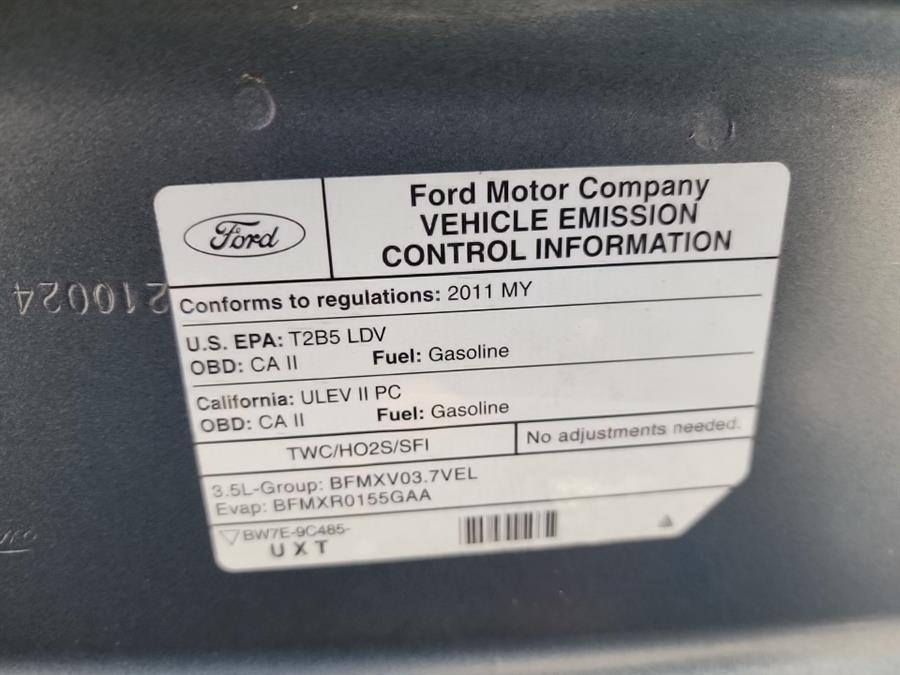 Ford
Ford Motor Company
VEHICLE EMISSION
CONTROL INFORMATION
Conforms to regulations: 2011 MY
U.S. EPA: T2B5 LDV
OBD: CA II Fuel: Gasoline
California: ULEV II PC
OBD: CA II Fuel: Gasoline
TWC/HO2S/SFI
No adjustments needed.
3.5L-Group: BFMXV03.7VEL
Evap: BFMXR0155GAA
BW7E-9C485-
UXT
210024